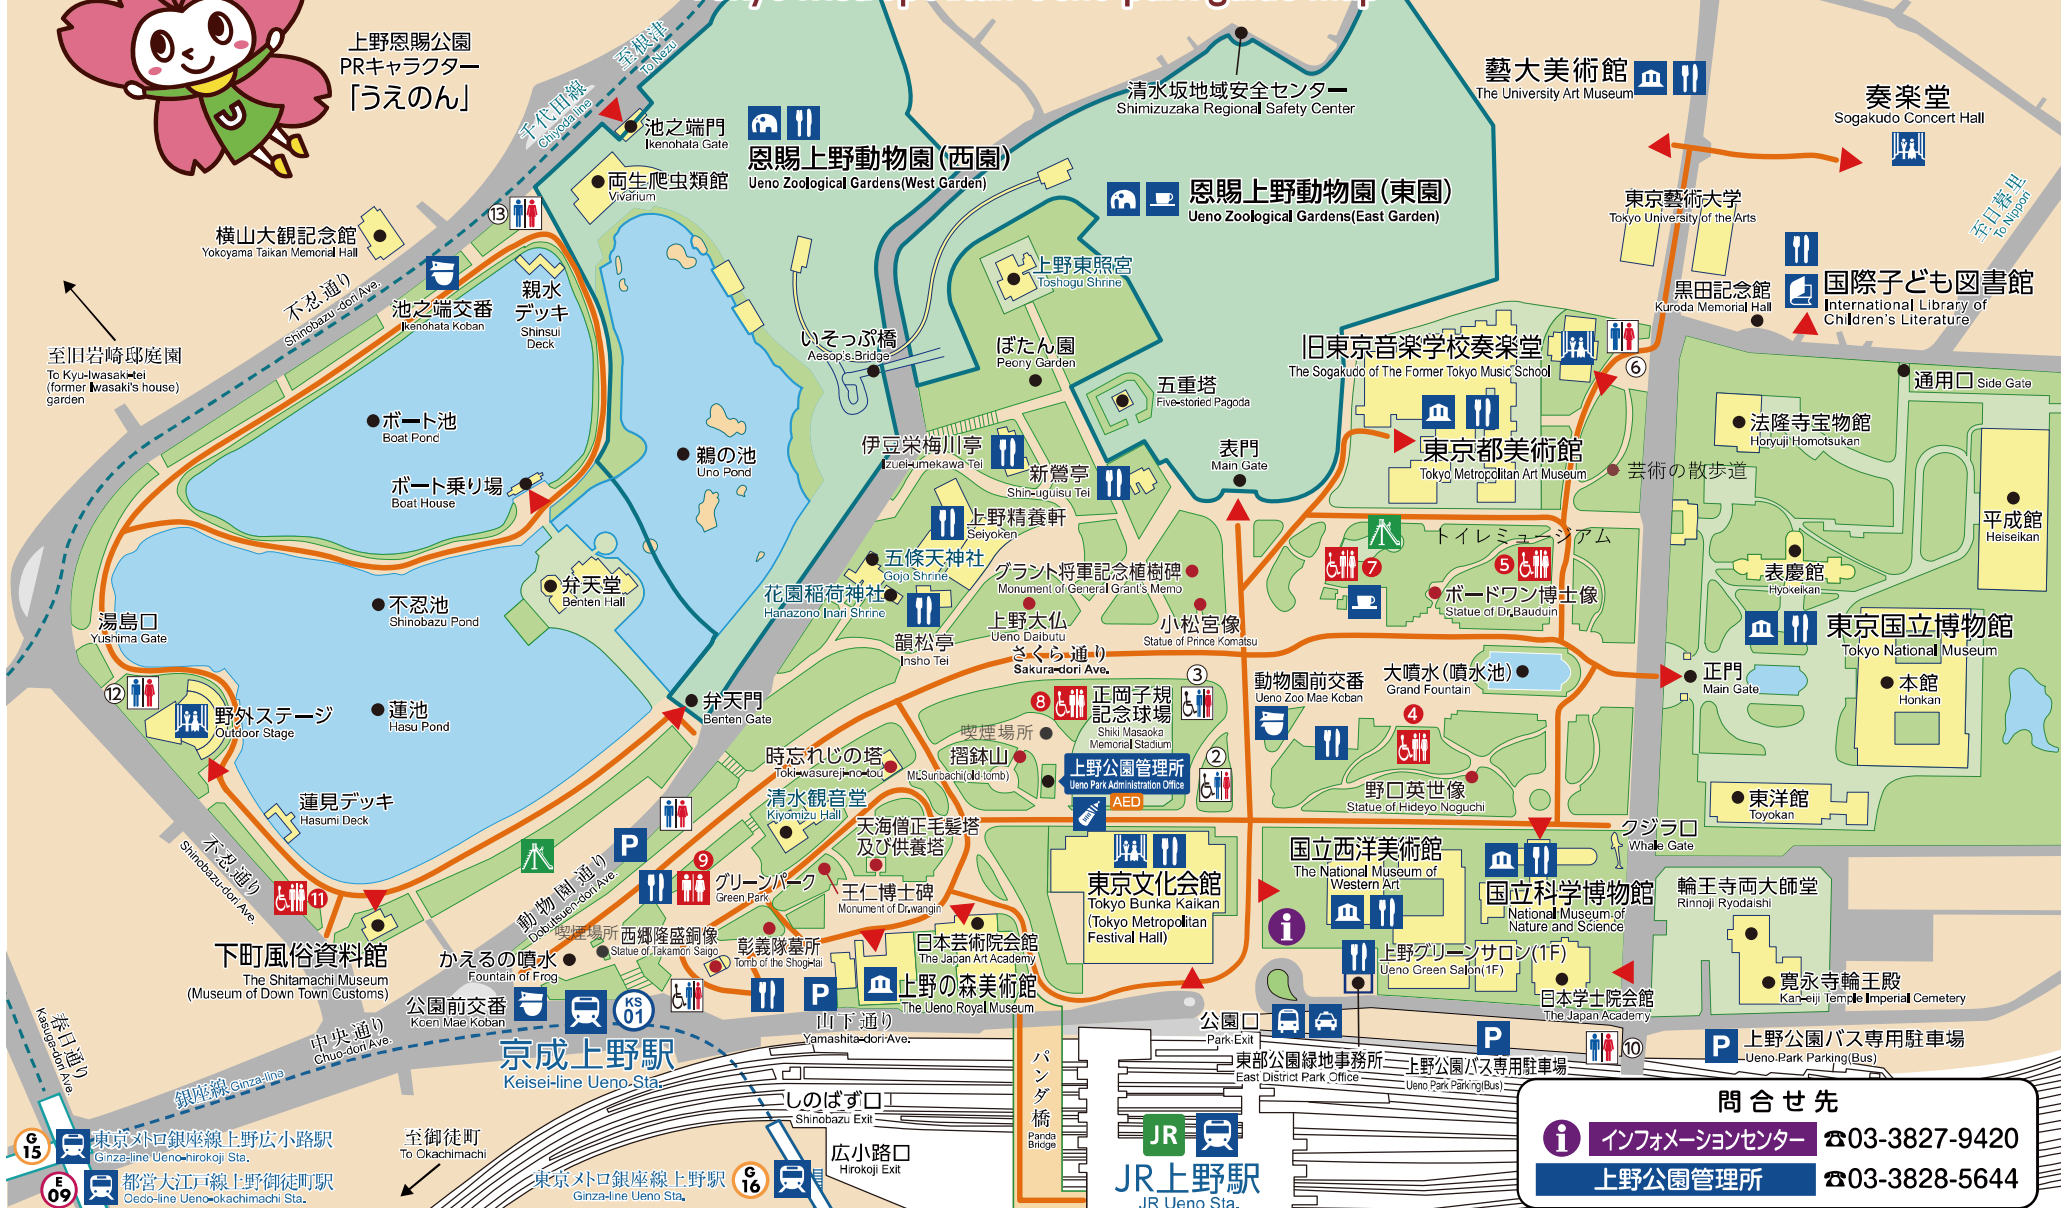 上野恩賜公園
PRキャラクター
「うえのん」
千代田線
Chiyoda line
至根津
To Nezu
池之端門
Ikenohata Gate
両生爬虫類館
Vivarium
恩賜上野動物園(西園)
Ueno Zoological Gardens(West Garden)
清水坂地域安全センター
Shimizuzaka Regional Safety Center
恩賜上野動物園(東園)
Ueno Zoological Gardens(East Garden)
藝大美術館
The University Art Museum
奏楽堂
Sogakudo Concert Hall
東京藝術大学
Tokyo University of the Arts
至日暮里
To Nippori
黒田記念館
Kuroda Memorial Hall
国際子ども図書館
International Library of
Children's Literature
横山大観記念館
Yokoyama Taikan Memorial Hall
⑬
不忍通り
Shinobazu-dori Ave.
池之端交番
Ikenohata Koban
親水
デッキ
Shinsui
Deck
至旧岩崎邸庭園
To Kyu-Iwasaki-tei
(former Iwasaki's house)
garden
いそっぷ橋
Aesop's Bridge
上野東照宮
Toshogu Shrine
ぼたん園
Peony Garden
五重塔
Five-storied Pagoda
旧東京音楽学校奏楽堂
The Sogakudo of The Former Tokyo Music School
⑥
東京都美術館
Tokyo Metropolitan Art Museum
通用口 Side Gate
法隆寺宝物館
Horyuji Homotsukan
芸術の散歩道
平成館
Heiseikan
ボート池
Boat Pond
鵜の池
Uno Pond
ボート乗り場
Boat House
伊豆栄梅川亭
Izuei-umekawa Tei
新鶯亭
Shin-uguisu Tei
表門
Main Gate
上野精養軒
Seiyoken
五條天神社
Gojo Shrine
花園稲荷神社
Hanazono Inari Shrine
韻松亭
Insho Tei
グラント将軍記念植樹碑
Monument of General Grant's Memo
上野大仏
Ueno Daibutu
小松宮像
Statue of Prince Komatsu
トイレミュージアム
⑦
⑤
ボードワン博士像
Statue of Dr.Bauduin
表慶館
Hyokeikan
東京国立博物館
Tokyo National Museum
本館
Honkan
正門
Main Gate
弁天堂
Benten Hall
不忍池
Shinobazu Pond
湯島口
Yushima Gate
⑫
野外ステージ
Outdoor Stage
蓮池
Hasu Pond
弁天門
Benten Gate
さくら通り
Sakura-dori Ave.
⑧
正岡子規
記念球場
Shiki Masaoka
Memorial Stadium
③
②
動物園前交番
Ueno Zoo Mae Koban
大噴水(噴水池)
Grand Fountain
④
野口英世像
Statue of Hideyo Noguchi
東洋館
Toyokan
喫煙場所
摺鉢山
Mt.Suribachi(old tomb)
上野公園管理所
Ueno Park Administration Office
AED
時忘れじの塔
Toki-wasureji-no-tou
清水観音堂
Kiyomizu Hall
天海僧正毛髪塔
及び供養塔
蓮見デッキ
Hasumi Deck
不忍通り
Shinobazu-dori Ave.
⑪
動物園通り
Dobutsuen-dori Ave.
P
⑨
グリーンパーク
Green Park
王仁博士碑
Monument of Dr.wangin
東京文化会館
Tokyo Bunka Kaikan
(Tokyo Metropolitan
Festival Hall)
国立西洋美術館
The National Museum of
Western Art
国立科学博物館
National Museum of
Nature and Science
クジラ口
Whale Gate
輪王寺両大師堂
Rinnoji Ryodaishi
下町風俗資料館
The Shitamachi Museum
(Museum of Down Town Customs)
喫煙場所
かえるの噴水
Fountain of Frog
西郷隆盛銅像
Statue of Takamori Saigo
彰義隊墓所
Tomb of the Shogi-tai
日本芸術院会館
The Japan Art Academy
上野の森美術館
The Ueno Royal Museum
上野グリーンサロン(1F)
Ueno Green Salon(1F)
日本学士院会館
The Japan Academy
寛永寺輪王殿
Kan-eiji Temple Imperial Cemetery
公園前交番
Koen Mae Koban
KS
01
京成上野駅
Keisei-line Ueno Sta.
P
山下通り
Yamashita-dori Ave.
公園口
Park Exit
東部公園緑地事務所
East District Park Office
P
上野公園バス専用駐車場
Ueno Park Parking(Bus)
⑩
P
上野公園バス専用駐車場
Ueno Park Parking(Bus)
春日通り
Kasuga-dori Ave.
中央通り
Chuo-dori Ave.
銀座線 Ginza-line
しのばず口
Shinobazu Exit
パンダ橋
Panda
Bridge
広小路口
Hirokoji Exit
至御徒町
To Okachimachi
G
15
東京メトロ銀座線上野広小路駅
Ginza-line Ueno-hirokoji Sta.
E
09
都営大江戸線上野御徒町駅
Oedo-line Ueno-okachimachi Sta.
東京メトロ銀座線上野駅
Ginza-line Ueno Sta.
G
16
JR
JR上野駅
JR Ueno Sta.
問合せ先
インフォメーションセンター ☎03-3827-9420
上野公園管理所 ☎03-3828-5644